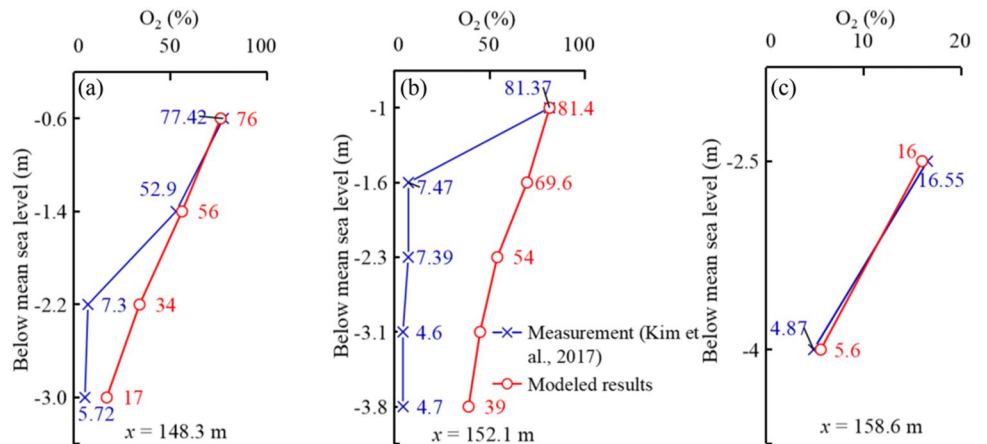 O₂ (%)
0 50 100
(a)
Below mean sea level (m)
-0.6
-1.4
-2.2
-3.0
77.42 76
52.9
56
7.3 34
17
5.72
x = 148.3 m
O₂ (%)
0 50 100
(b)
Below mean sea level (m)
-1
-1.6
-2.3
-3.1
-3.8
81.37
81.4
7.47 69.6
7.39 54
4.6
4.7 39
Measurement (Kim et
al., 2017)
Modeled results
x = 152.1 m
O₂ (%)
0 10 20
(c)
Below mean sea level (m)
-2.5
-4
16
16.55
4.87
5.6
x = 158.6 m